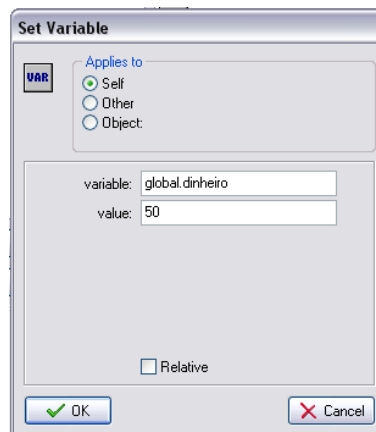 Set Variable
VAR
Applies to
Self
Other
Object:
variable: global.dinheiro
value: 50
Relative
OK
Cancel